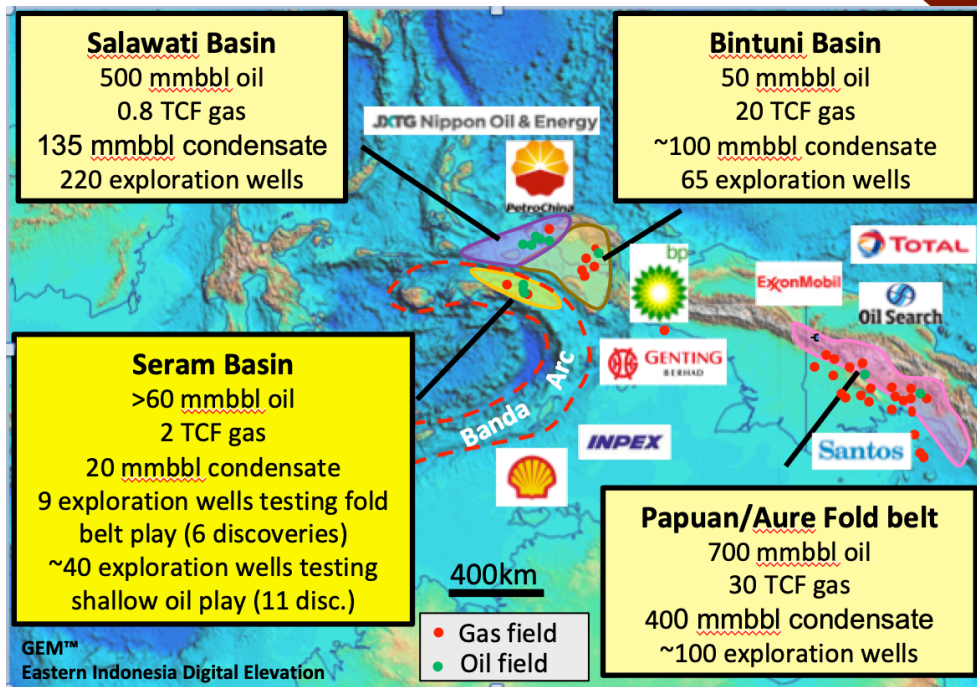 Salawati Basin
500 mmbbl oil
0.8 TCF gas
135 mmbbl condensate
220 exploration wells
Bintuni Basin
50 mmbbl oil
20 TCF gas
~100 mmbbl condensate
65 exploration wells
JXTG Nippon Oil & Energy
PetroChina
bp
TOTAL
ExxonMobil
Oil Search
GENTING
BERHAD
Banda Arc
INPEX
Santos
Seram Basin
>60 mmbbl oil
2 TCF gas
20 mmbbl condensate
9 exploration wells testing fold
belt play (6 discoveries)
~40 exploration wells testing
shallow oil play (11 disc.)
Papuan/Aure Fold belt
700 mmbbl oil
30 TCF gas
400 mmbbl condensate
~100 exploration wells
400km
Gas field
Oil field
GEM™
Eastern Indonesia Digital Elevation